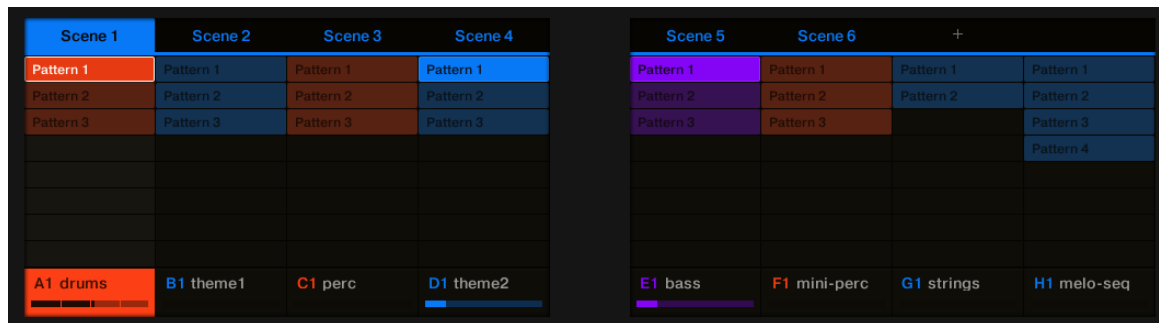 Scene 1 Scene 2 Scene 3 Scene 4 Scene 5 Scene 6 +
Pattern 1 Pattern 1 Pattern 1 Pattern 1 Pattern 1 Pattern 1 Pattern 1 Pattern 1
Pattern 2 Pattern 2 Pattern 2 Pattern 2 Pattern 2 Pattern 2 Pattern 2 Pattern 2
Pattern 3 Pattern 3 Pattern 3 Pattern 3 Pattern 3 Pattern 3 Pattern 3
Pattern 4
A1 drums B1 theme1 C1 perc D1 theme2 E1 bass F1 mini-perc G1 strings H1 melo-seq